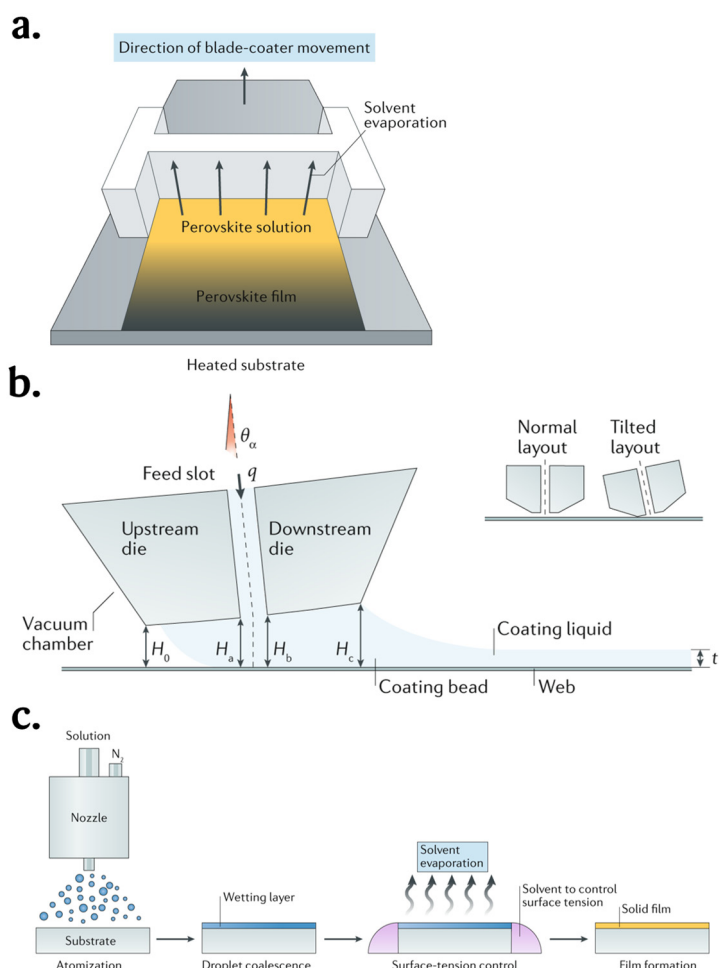 a.
Direction of blade-coater movement
Solvent
evaporation
Perovskite solution
Perovskite film
Heated substrate
b.
θα
Feed slot
q
Upstream
die
Downstream
die
Normal
layout
Tilted
layout
Vacuum
chamber
H0
Ha
Hb
Hc
Coating liquid
t
Coating bead
Web
c.
Solution
N2
Nozzle
Solvent
evaporation
Wetting layer
Solvent to control
surface tension
Solid film
Substrate
Atomization
Droplet coalescence
Surface-tension control
Film formation